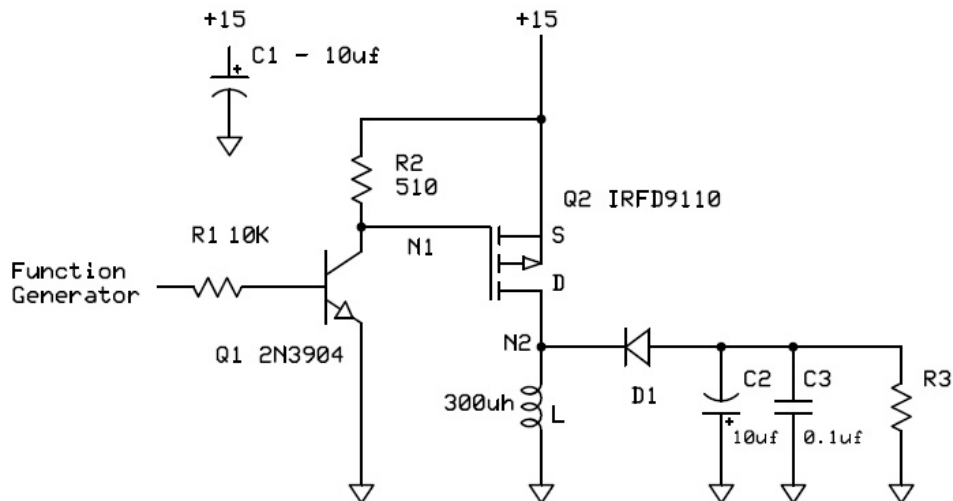 +15
+15
+
C1 - 10uf
R2
510
Q2 IRFD9110
R1 10K
N1
S
Function
Generator
D
Q1 2N3904
N2
D1
C2
C3
R3
300uh
L
+
10uf
0.1uf